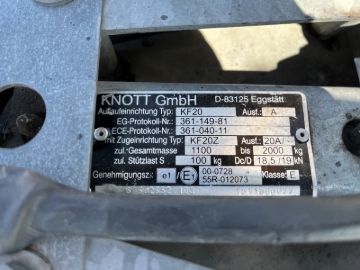 KNOTT GmbH D-83125 Eggstätt
Auflaufeinrichtung Typ: KF20 Ausf.: A
EG-Protokoll-Nr.: 361-149-81
ECE-Protokoll-Nr.: 361-040-11
mit Zugeinrichtung Typ: KF20Z Ausf.: 20A/-
zul. Gesamtmasse 1100 bis 2000 kg
zul. Stützlast S 100 kg Dc/D 18,5/19 kN
Genehmigungsz. e1 / E1 00-0728 Klasse: E
55R-012073